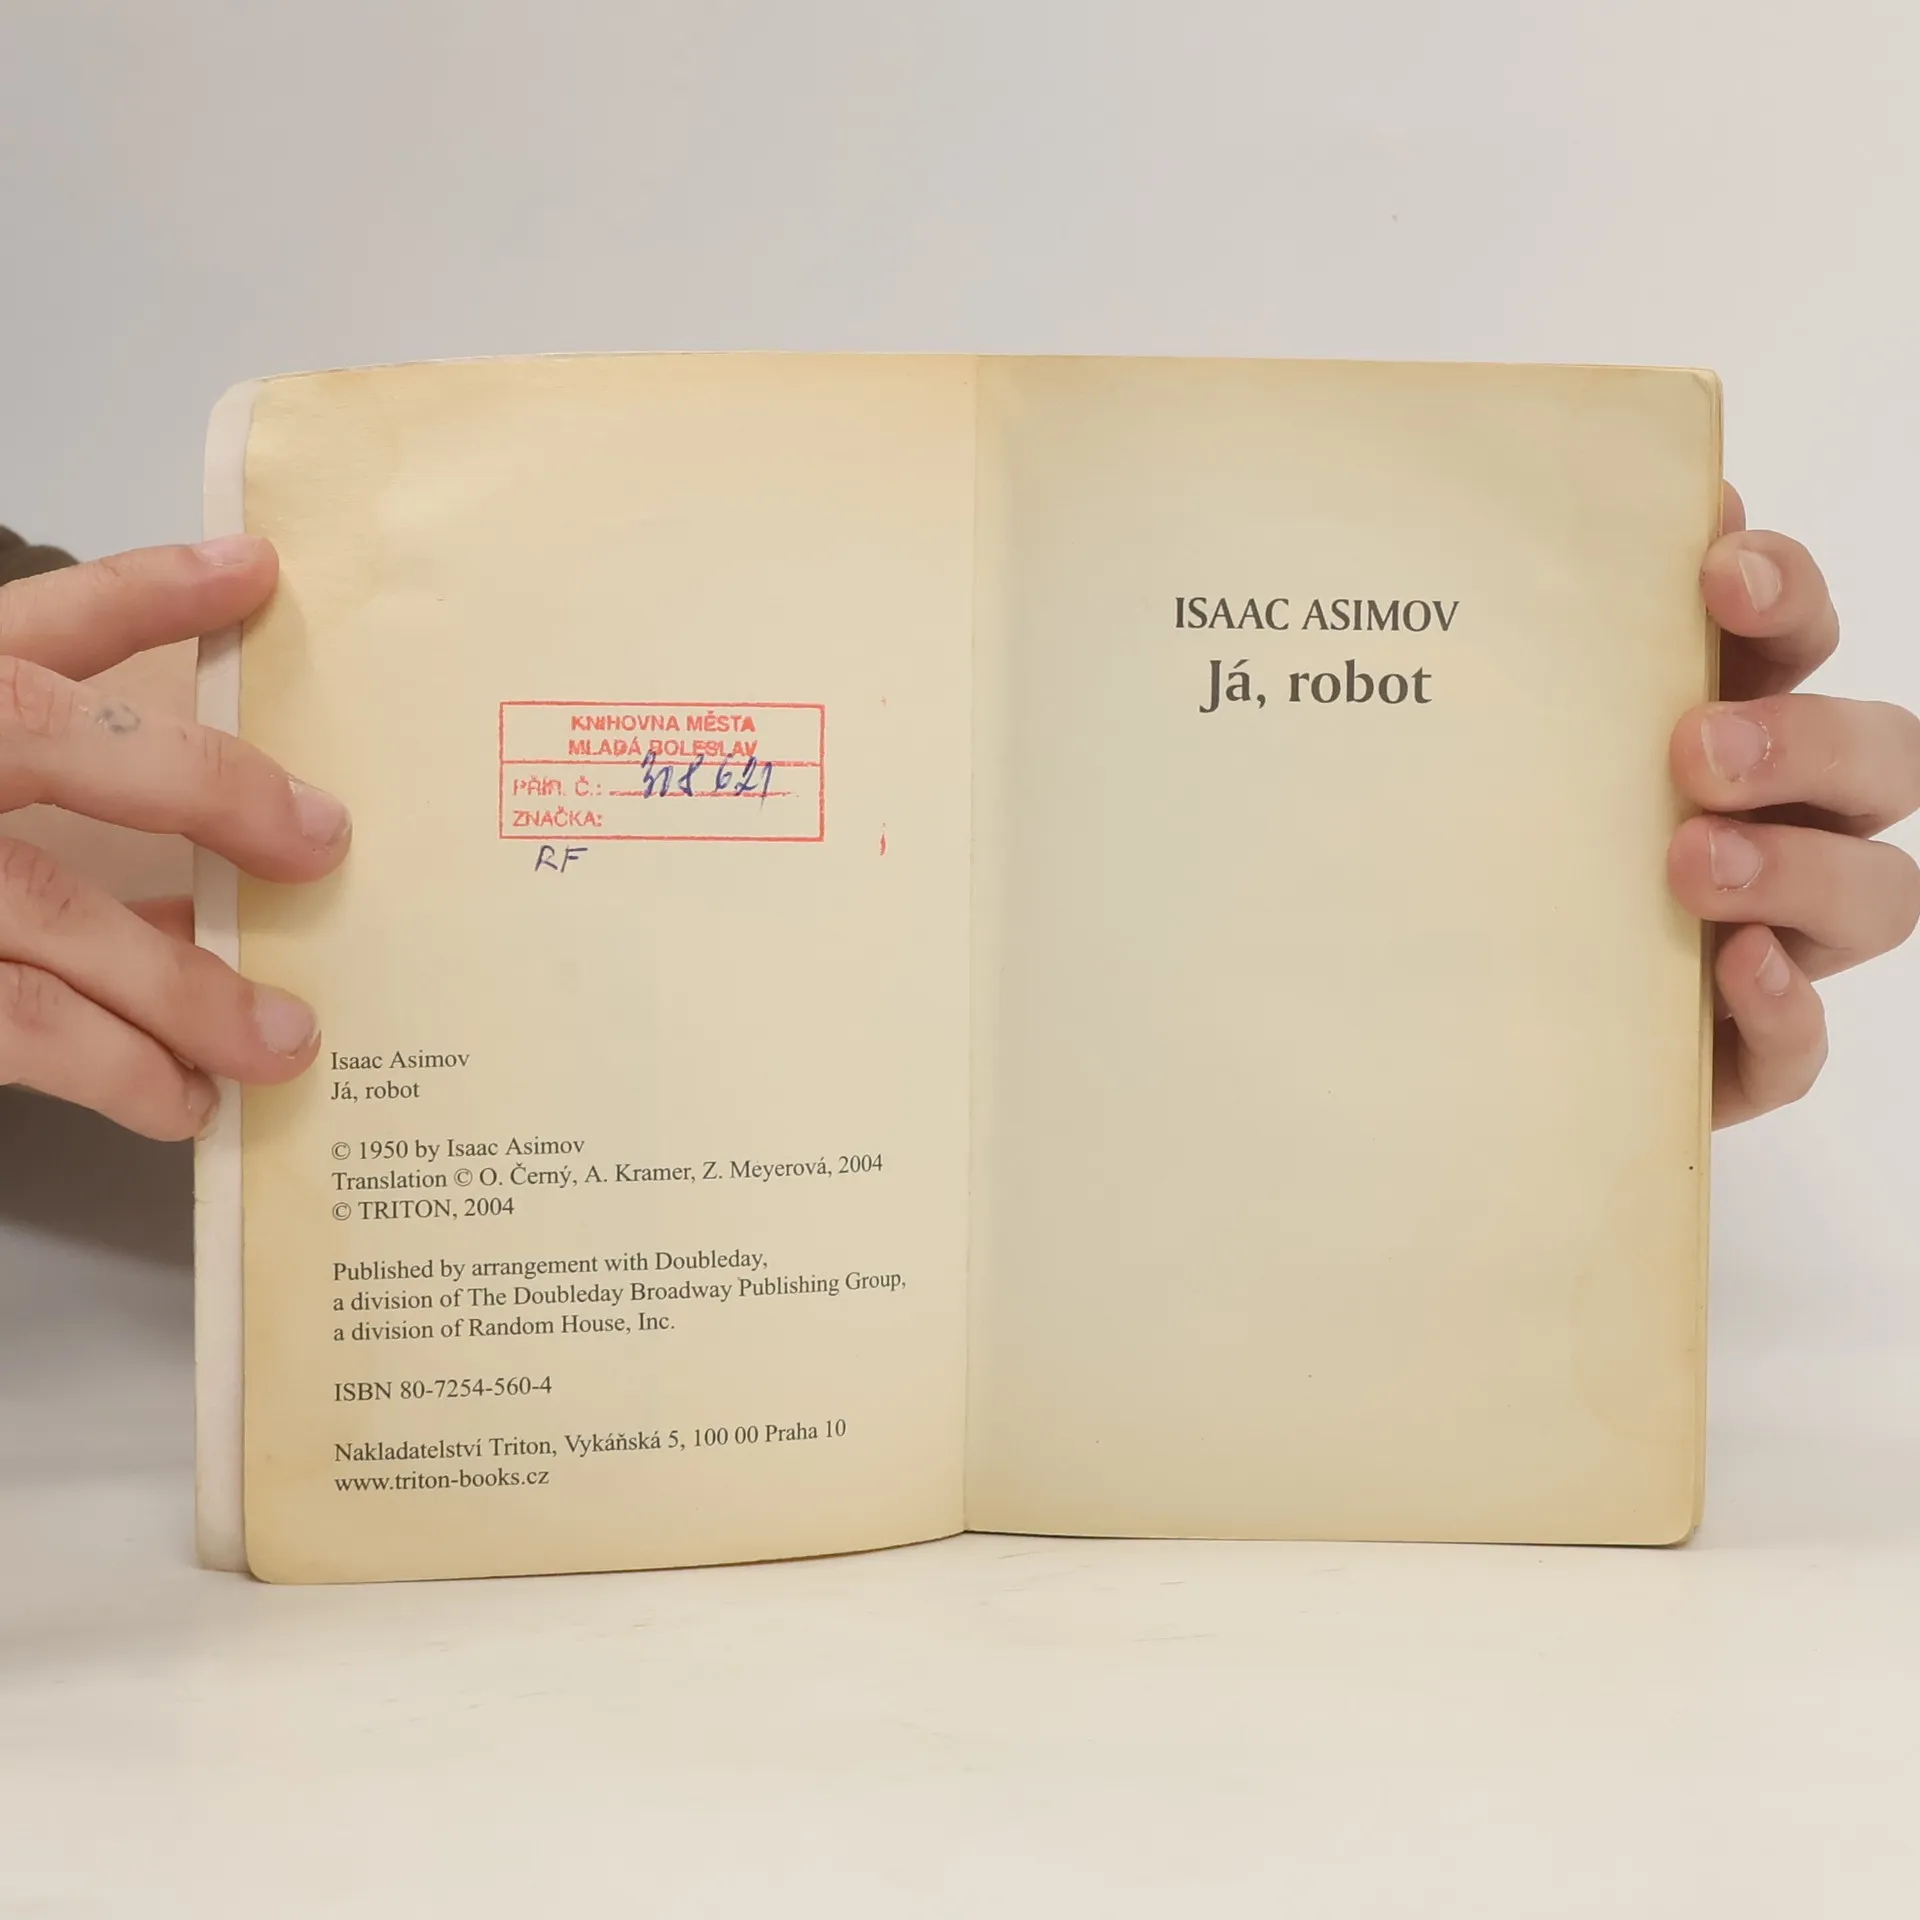 KNIHOVNA MĚSTA
MLADÁ BOLESLAV
PŘÍR. Č.: 318 621
ZNAČKA:
RF
Isaac Asimov
Já, robot
© 1950 by Isaac Asimov
Translation © O. Černý, A. Kramer, Z. Meyerová, 2004
© TRITON, 2004
Published by arrangement with Doubleday,
a division of The Doubleday Broadway Publishing Group,
a division of Random House, Inc.
ISBN 80-7254-560-4
Nakladatelství Triton, Vykáňská 5, 100 00 Praha 10
www.triton-books.cz
ISAAC ASIMOV
Já, robot